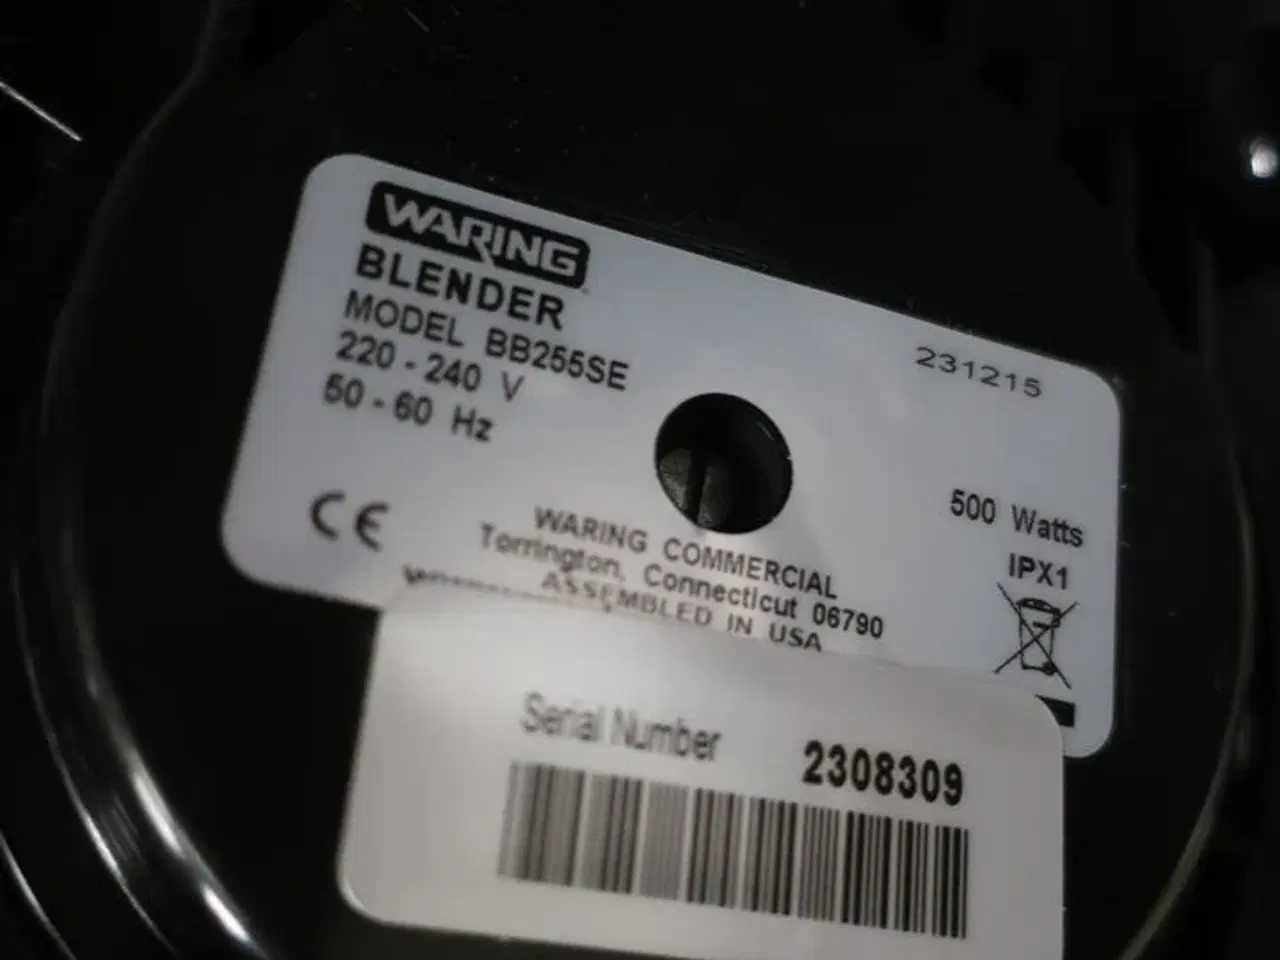 WARING
BLENDER
MODEL BB255SE
220 - 240 V
50 - 60 Hz
231215
500 Watts
IPX1
CE
WARING COMMERCIAL
Torrington, Connecticut 06790
ASSEMBLED IN USA
Serial Number 2308309